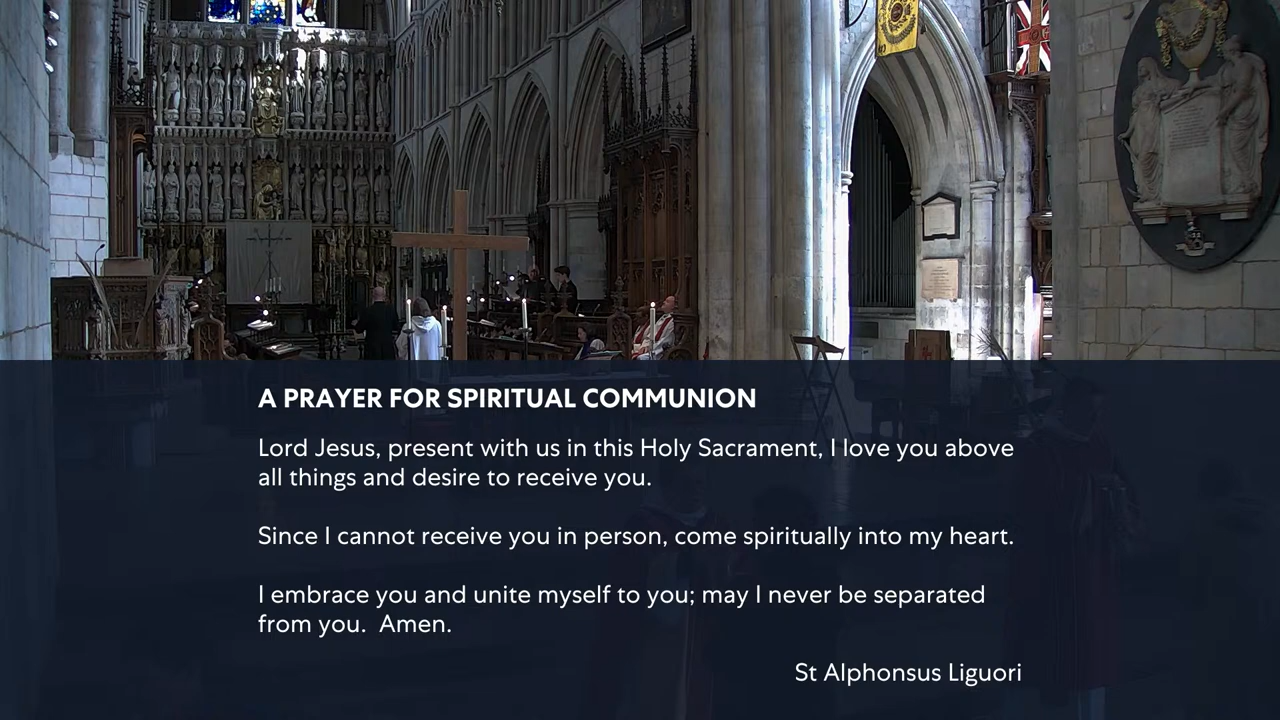 A PRAYER FOR SPIRITUAL COMMUNION
Lord Jesus, present with us in this Holy Sacrament, I love you above
all things and desire to receive you.
Since I cannot receive you in person, come spiritually into my heart.
I embrace you and unite myself to you; may I never be separated
from you.  Amen.
St Alphonsus Liguori